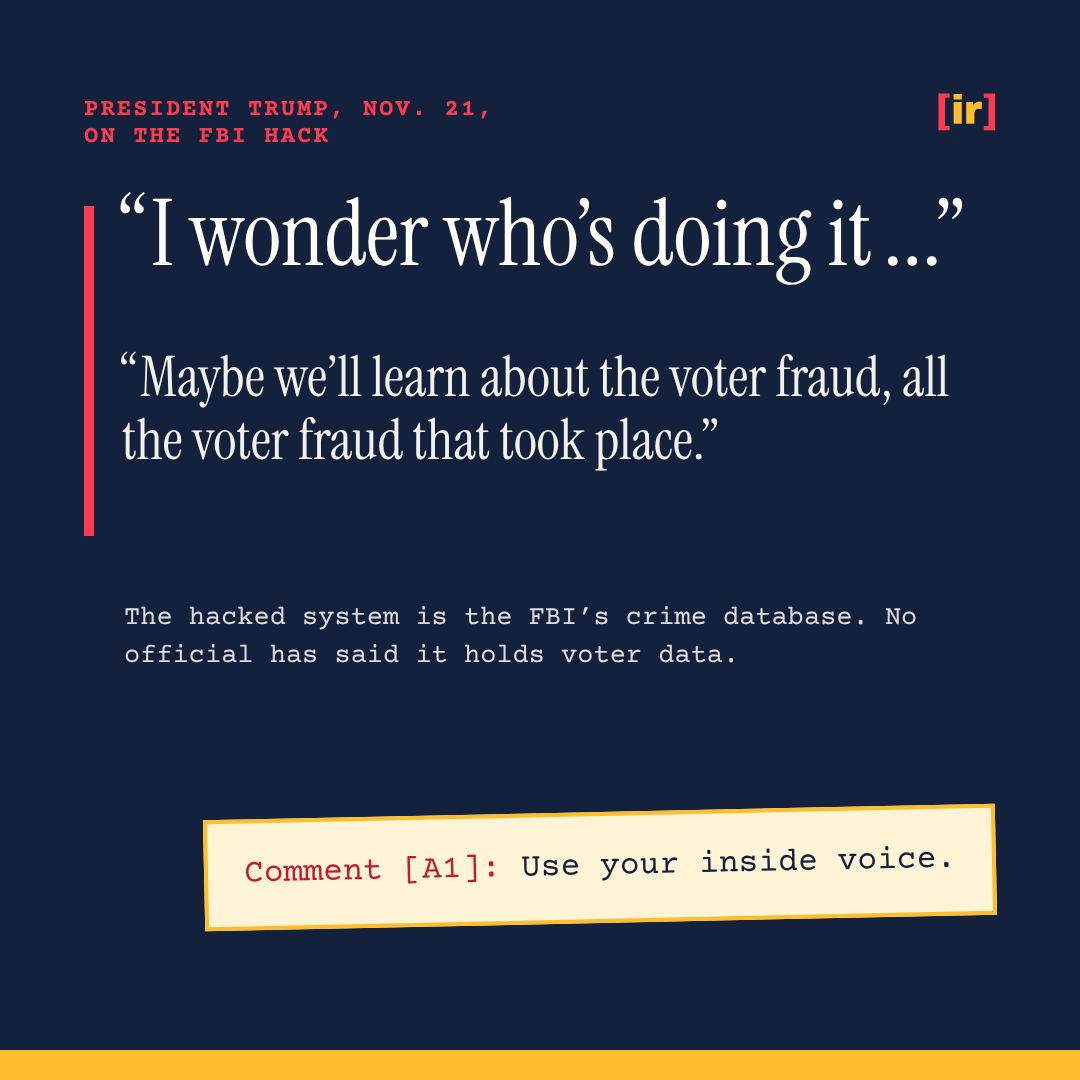 PRESIDENT TRUMP, NOV. 21,
ON THE FBI HACK
[ir]
“I wonder who’s doing it ...”
“Maybe we’ll learn about the voter fraud, all
the voter fraud that took place.”
The hacked system is the FBI’s crime database. No
official has said it holds voter data.
Comment [A1]: Use your inside voice.